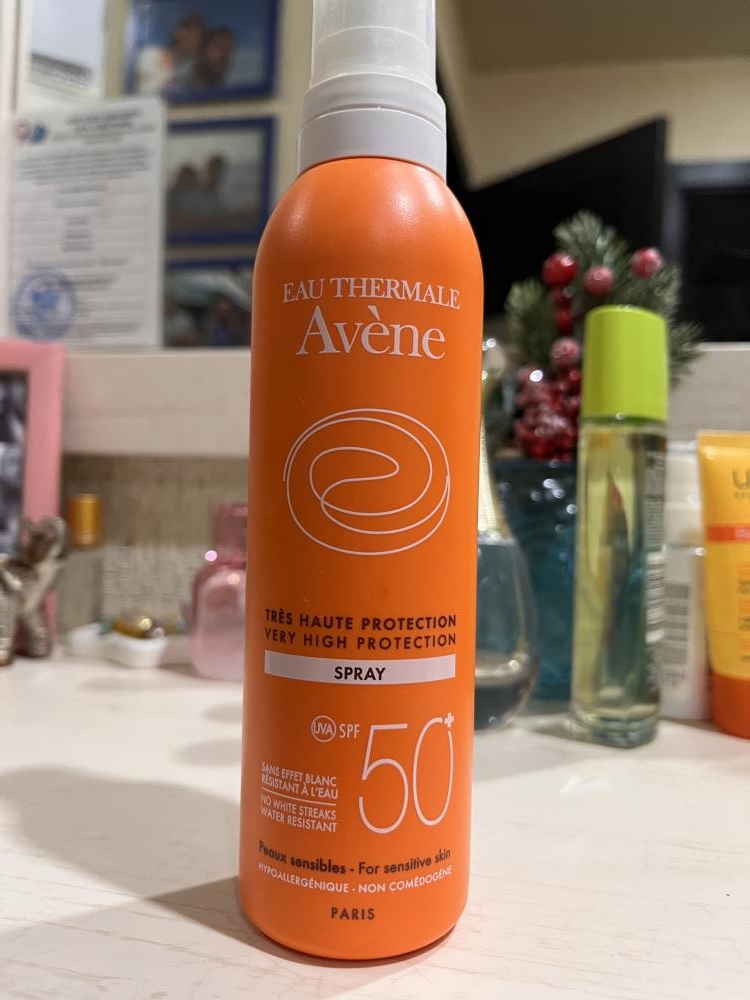 EAU THERMALE
Avène
TRÈS HAUTE PROTECTION
VERY HIGH PROTECTION
SPRAY
UVA SPF 50+
SANS EFFET BLANC
RÉSISTANT À L'EAU
NO WHITE STREAKS
WATER RESISTANT
Peaux sensibles - For sensitive skin
HYPOALLERGÉNIQUE - NON COMÉDOGÈNE
PARIS